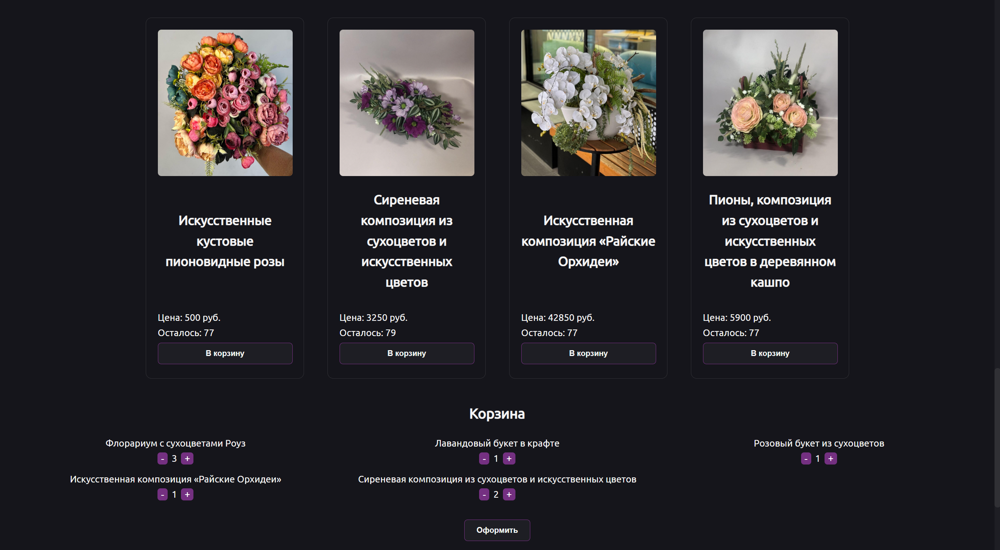 Искусственные
кустовые
пионовидные розы
Цена: 500 руб.
Осталось: 77
В корзину
Сиреневая
композиция из
сухоцветов и
искусственных
цветов
Цена: 3250 руб.
Осталось: 79
В корзину
Искусственная
композиция «Райские
Орхидеи»
Цена: 42850 руб.
Осталось: 77
В корзину
Пионы, композиция
из сухоцветов и
искусственных
цветов в деревянном
кашпо
Цена: 5900 руб.
Осталось: 77
В корзину
Корзина
Флорариум с сухоцветами Роуз
- 3 +
Лавандовый букет в крафте
- 1 +
Розовый букет из сухоцветов
- 1 +
Искусственная композиция «Райские Орхидеи»
- 1 +
Сиреневая композиция из сухоцветов и искусственных цветов
- 2 +
Оформить